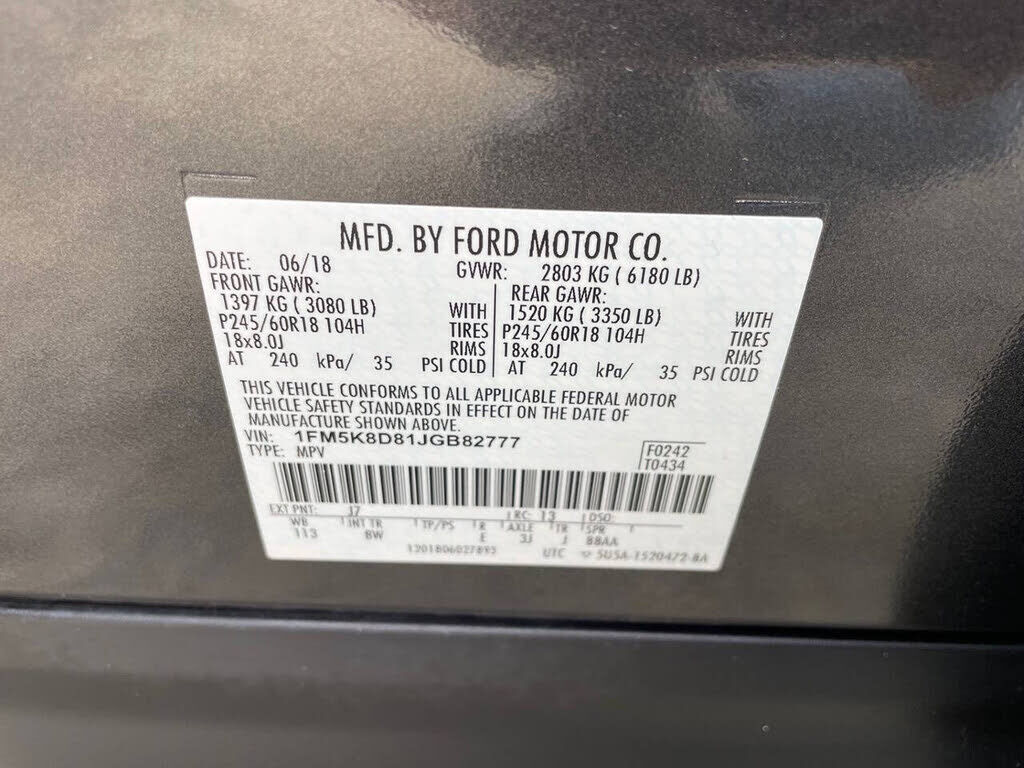 MFD. BY FORD MOTOR CO.
DATE: 06/18 GVWR: 2803 KG ( 6180 LB)
FRONT GAWR: REAR GAWR:
1397 KG ( 3080 LB) WITH 1520 KG ( 3350 LB) WITH
P245/60R18 104H TIRES P245/60R18 104H TIRES
18x8.0J RIMS 18x8.0J RIMS
AT 240 kPa/ 35 PSI COLD AT 240 kPa/ 35 PSI COLD
THIS VEHICLE CONFORMS TO ALL APPLICABLE FEDERAL MOTOR
VEHICLE SAFETY STANDARDS IN EFFECT ON THE DATE OF
MANUFACTURE SHOWN ABOVE.
VIN: 1FM5K8D81JGB82777 F0242
TYPE: MPV T0434
EXT PNT: J7 RC: 13 DSO:
WB INT TR TP/PS R AXLE TR SPR
113 8W E 3J J 88AA
1201806027893 UTC 5U5A-1520472-BA